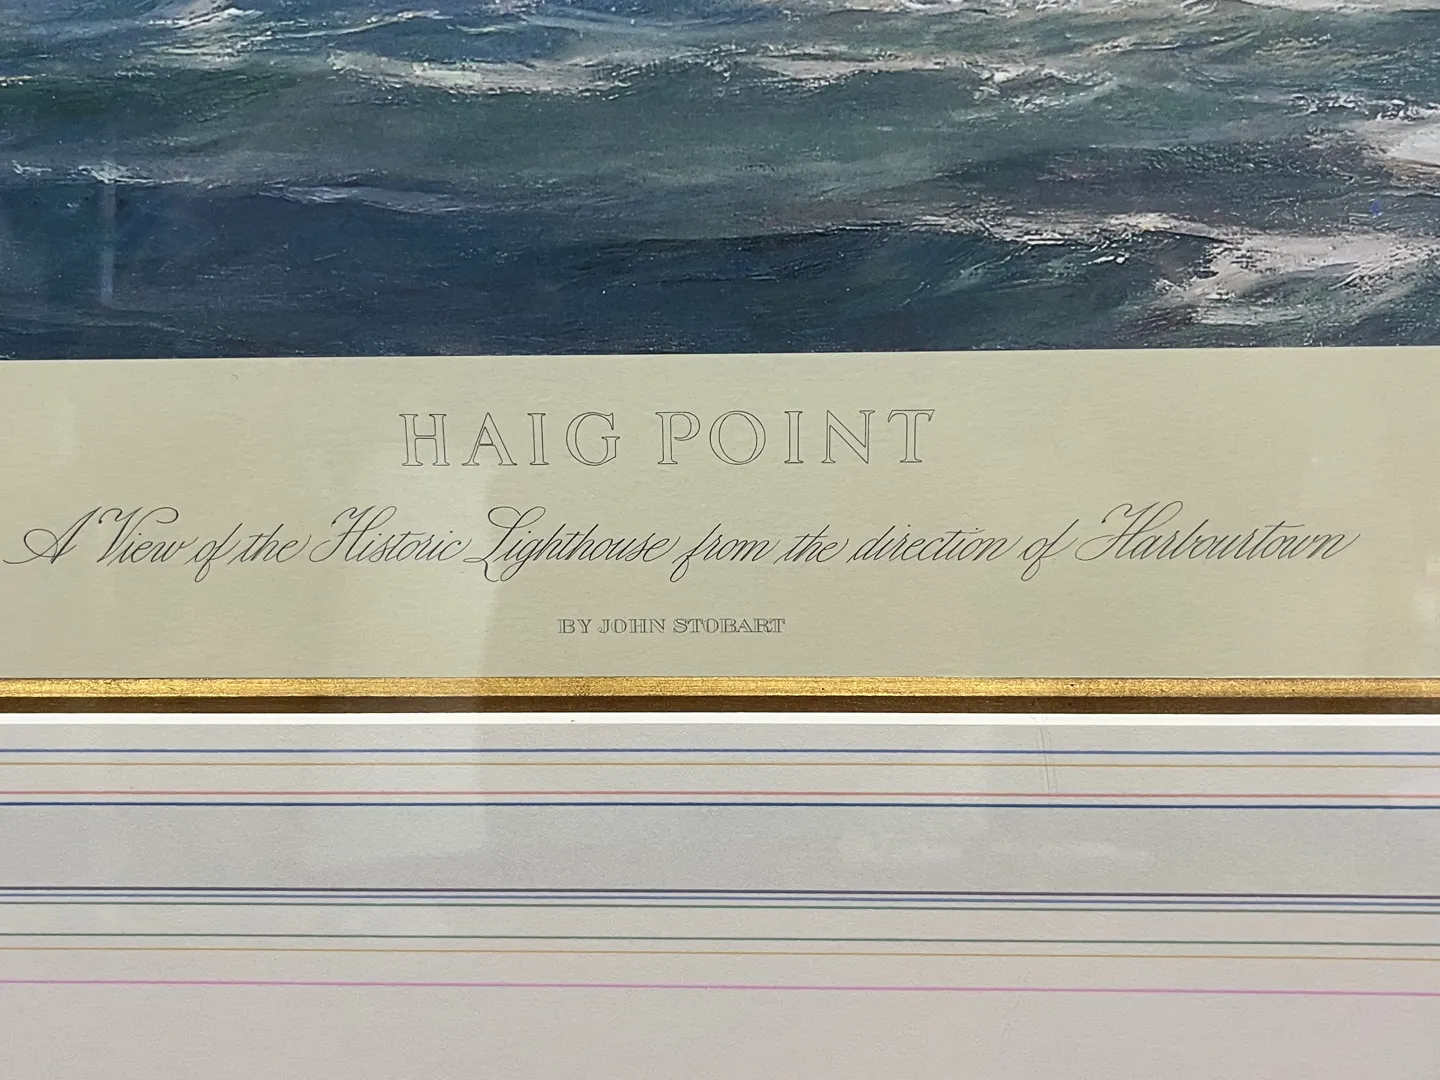 HAIG POINT
A View of the Historic Lighthouse from the direction of Harbourtown
BY JOHN STOBART